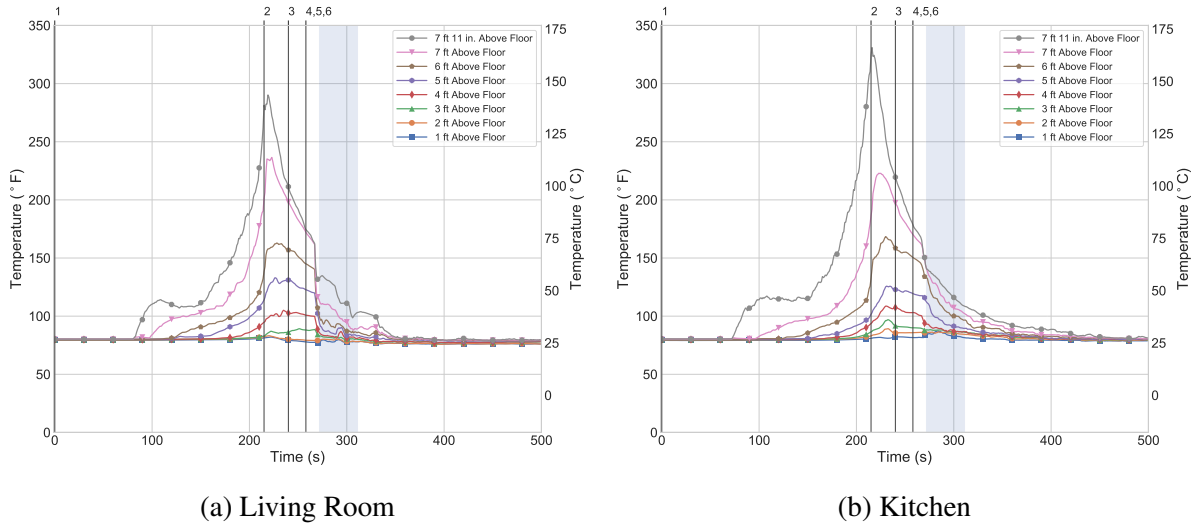 1 2 3 4,5,6
350
300
250
200
150
100
50
0
Temperature (°F)
175
150
125
100
75
50
25
0
Temperature (°C)
7 ft 11 in. Above Floor
7 ft Above Floor
6 ft Above Floor
5 ft Above Floor
4 ft Above Floor
3 ft Above Floor
2 ft Above Floor
1 ft Above Floor
0 100 200 300 400 500
Time (s)
(a) Living Room
1 2 3 4,5,6
350
300
250
200
150
100
50
0
Temperature (°F)
175
150
125
100
75
50
25
0
Temperature (°C)
7 ft 11 in. Above Floor
7 ft Above Floor
6 ft Above Floor
5 ft Above Floor
4 ft Above Floor
3 ft Above Floor
2 ft Above Floor
1 ft Above Floor
0 100 200 300 400 500
Time (s)
(b) Kitchen